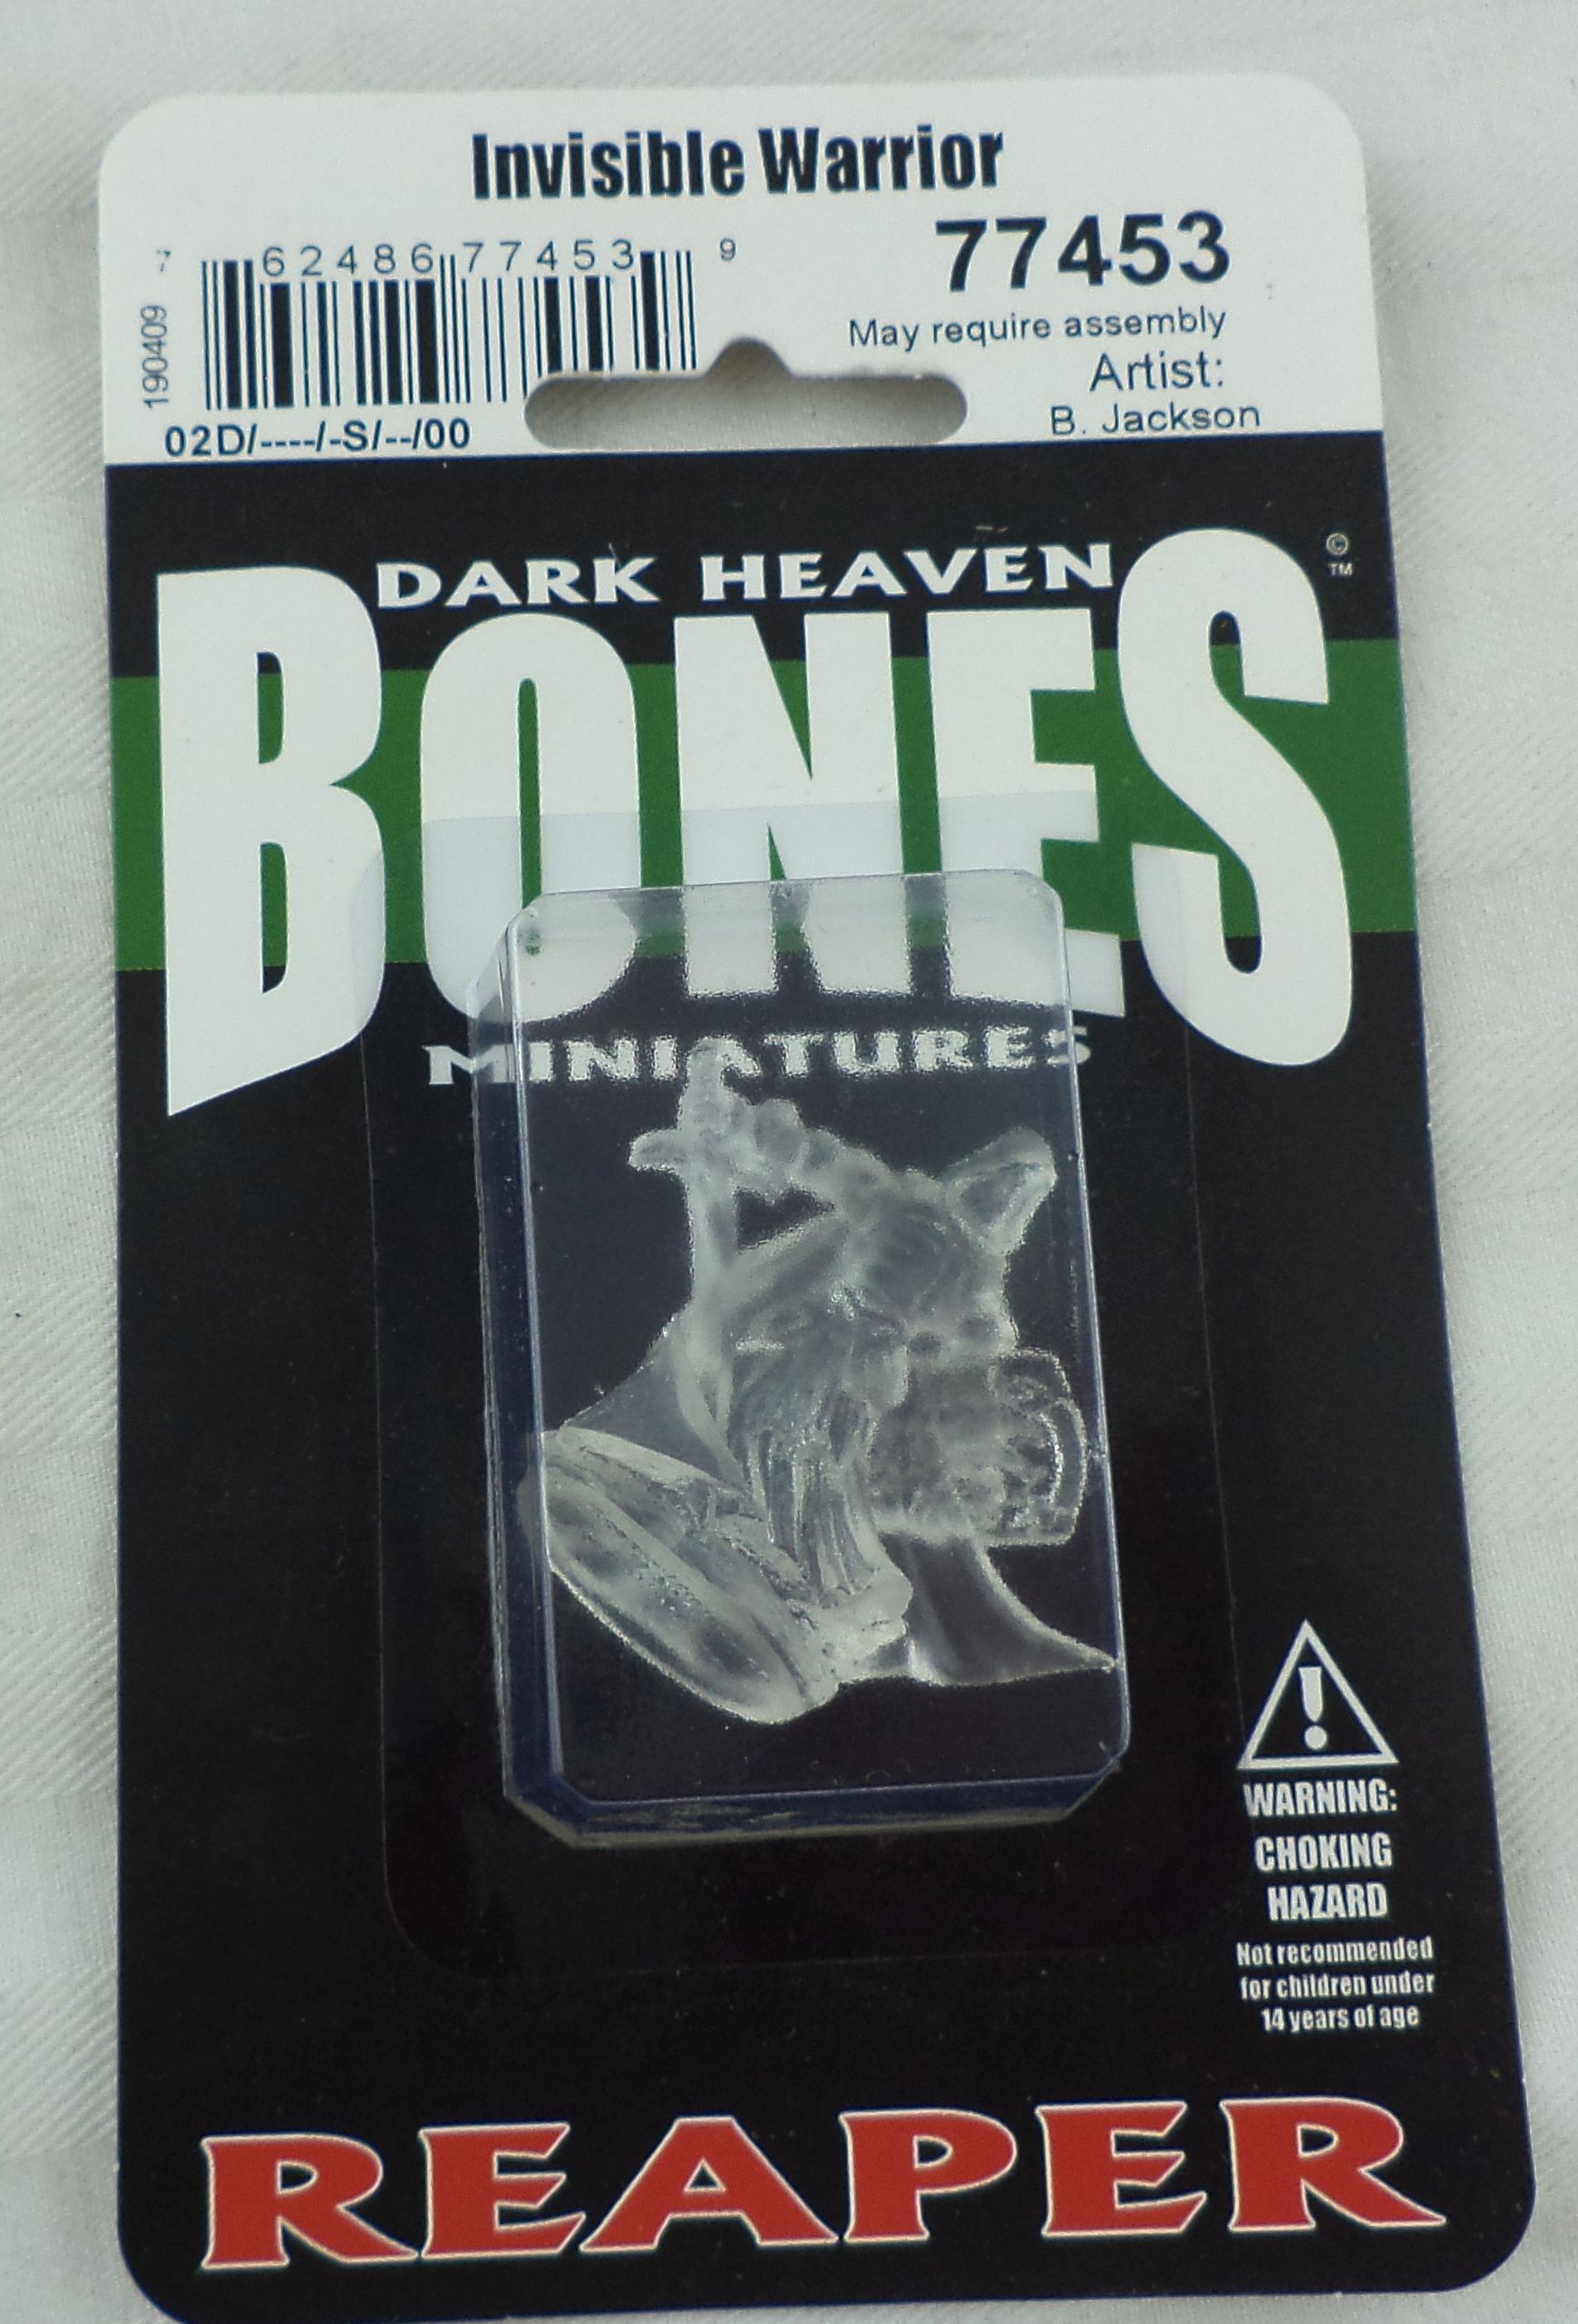 Invisible Warrior
7 62486 77453 9
77453
May require assembly
190409
Artist:
B. Jackson
02D/----/-S/--/00
DARK HEAVEN
BONES
©
TM
MINIATURES
WARNING:
CHOKING
HAZARD
Not recommended
for children under
14 years of age
REAPER